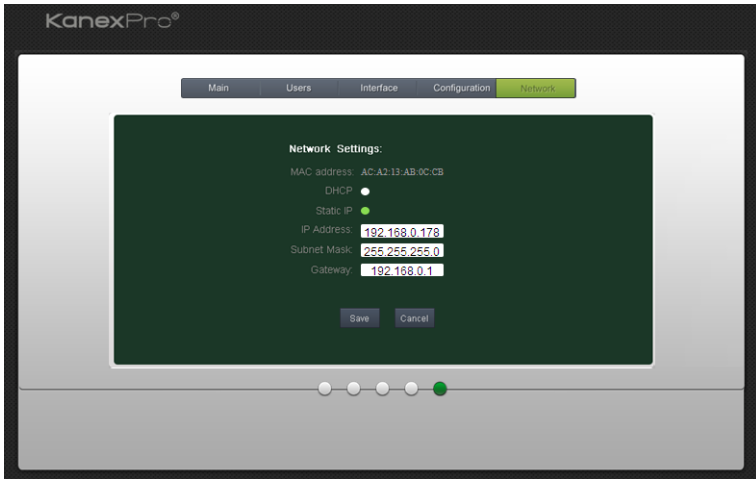 KanexPro®
Main Users Interface Configuration Network
Network Settings:
MAC address: AC:A2:13:AB:0C:CB
DHCP
Static IP
IP Address: 192.168.0.178
Subnet Mask: 255.255.255.0
Gateway: 192.168.0.1
Save Cancel